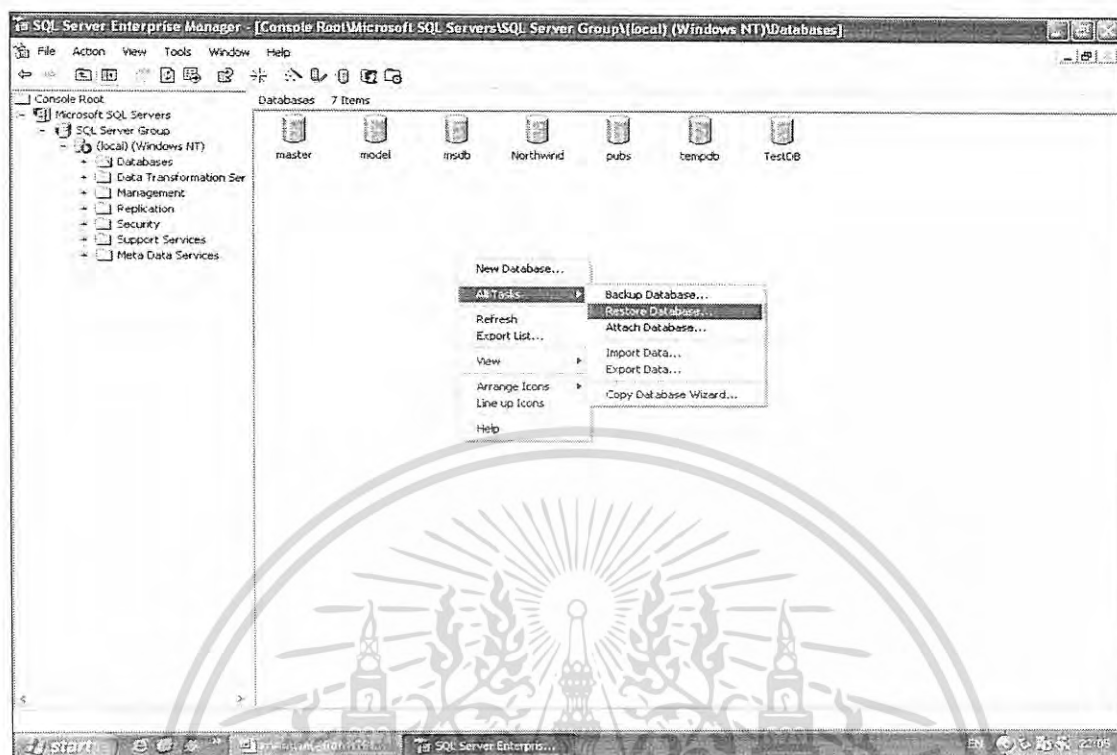 SQL Server Enterprise Manager - [Console Root\Microsoft SQL Servers\SQL Server Group\(local) (Windows NT)\Databases]
File Action View Tools Window Help
Console Root
Microsoft SQL Servers
SQL Server Group
(local) (Windows NT)
Databases
Data Transformation Ser
Management
Replication
Security
Support Services
Meta Data Services
Databases 7 Items
master model msdb Northwind pubs tempdb TestDB
New Database...
All Tasks
Refresh
Export List...
View
Arrange Icons
Line up Icons
Help
Backup Database...
Restore Database...
Attach Database...
Import Data...
Export Data...
Copy Database Wizard...
start
SQL Server Enterpris...
EN
22:05